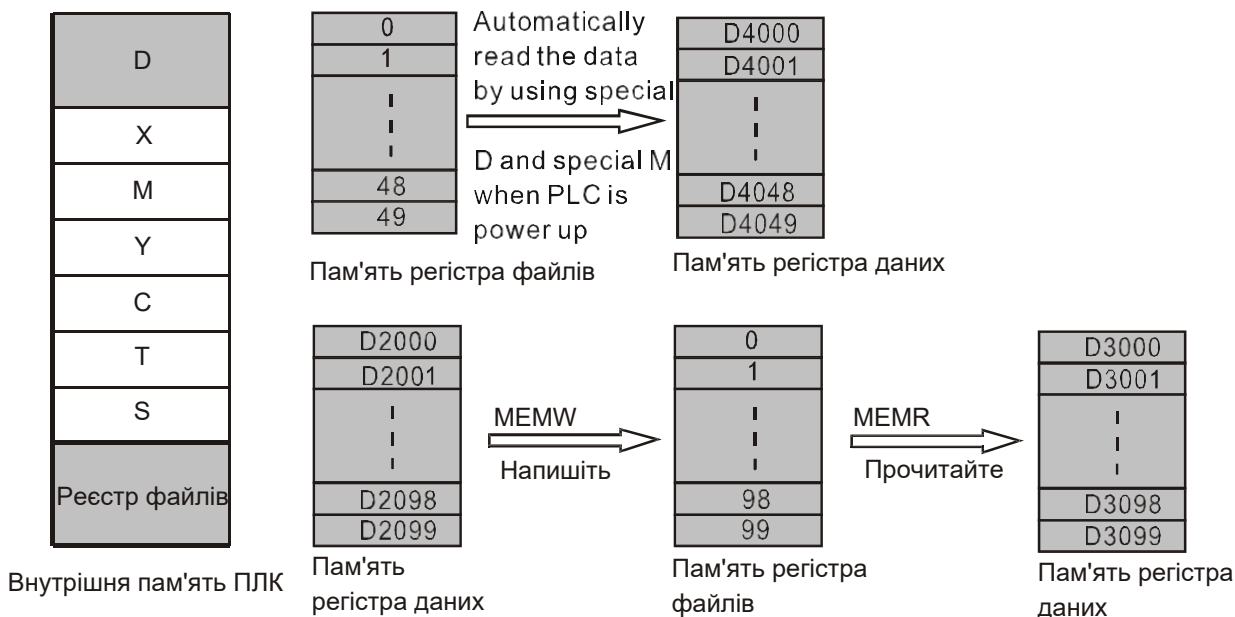 D
X
M
Y
C
T
S
Реєстр файлів
Внутрішня пам'ять ПЛК
0
1
48
49
Пам'ять регістра файлів
Automatically
read the data
by using special
D and special M
when PLC is
power up
D4000
D4001
D4048
D4049
Пам'ять регістра даних
D2000
D2001
D2098
D2099
Пам'ять
регістра даних
MEMW
Напишіть
0
1
98
99
Пам'ять регістра
файлів
MEMR
Прочитайте
D3000
D3001
D3098
D3099
Пам'ять регістра
даних